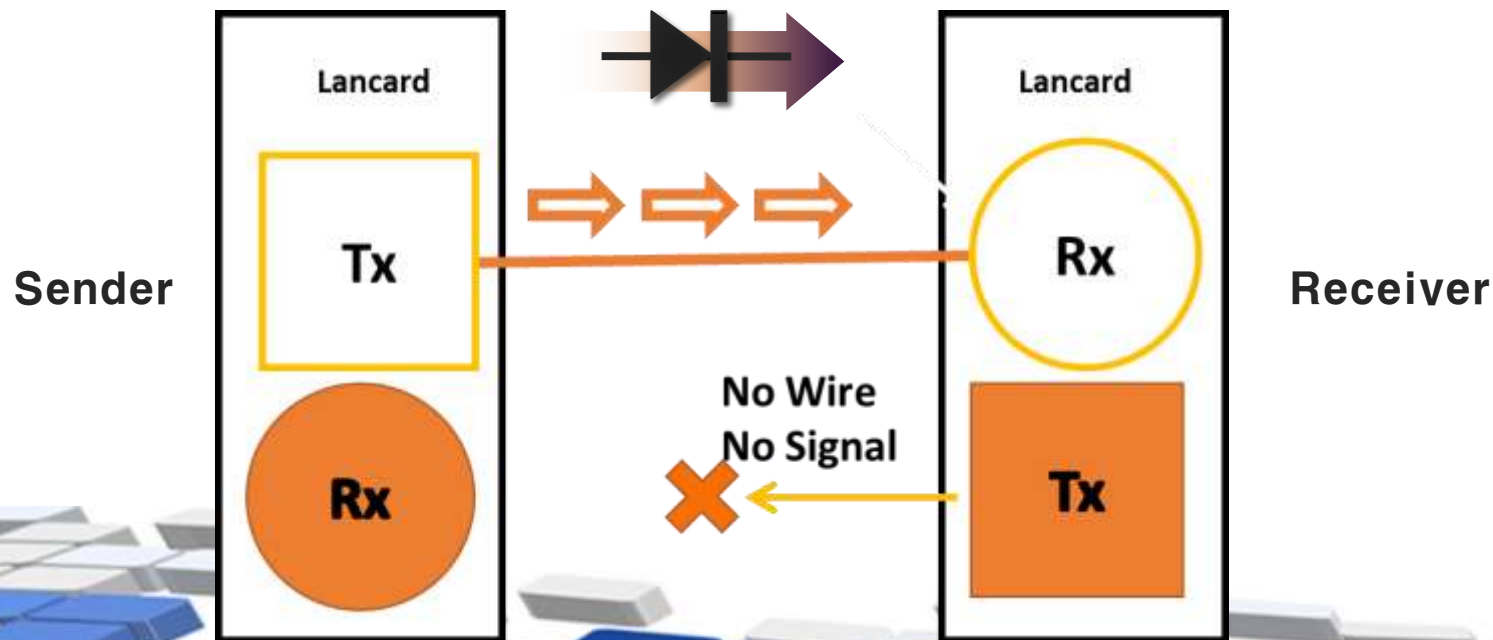 Lancard
Lancard
Tx
Rx
Sender
Receiver
No Wire
No Signal
Rx
Tx